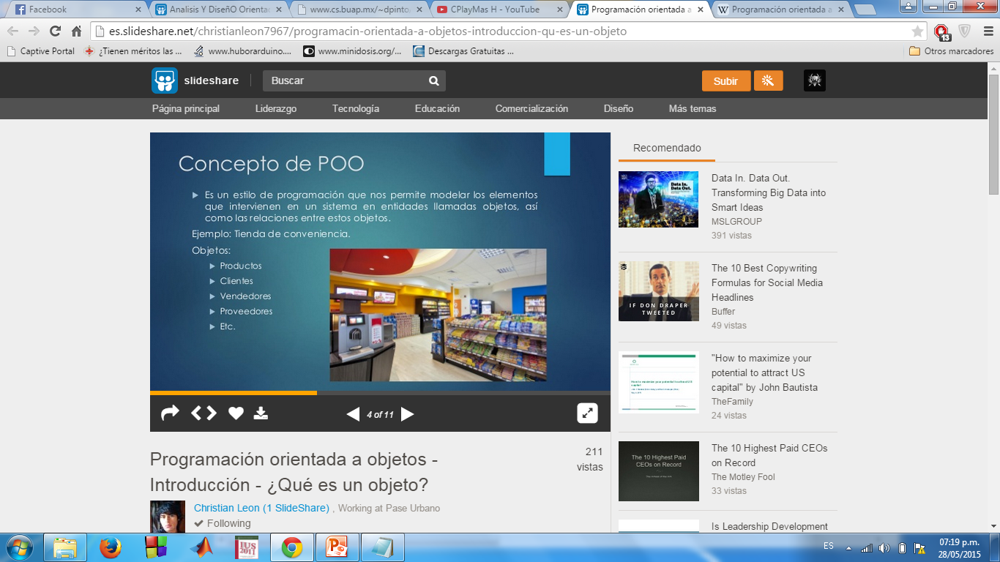 Facebook
Analisis Y DiseñO Orienta
www.cs.buap.mx/~dpinto
CPlayMas H - YouTube
Programación orientada a
Programación orientada a
es.slideshare.net/christianleon7967/programacin-orientada-a-objetos-introduccion-qu-es-un-objeto
13
Captive Portal
¿Tienen méritos las ...
www.huborarduino....
www.minidosis.org/...
Descargas Gratuitas ...
Otros marcadores
slideshare
Buscar
Subir
Página principal
Liderazgo
Tecnología
Educación
Comercialización
Diseño
Más temas
Concepto de POO
Es un estilo de programación que nos permite modelar los elementos
que intervienen en un sistema en entidades llamadas objetos, así
como las relaciones entre estos objetos.
Ejemplo: Tienda de conveniencia.
Objetos:
Productos
Clientes
Vendedores
Proveedores
Etc.
4 of 11
Programación orientada a objetos -
Introducción - ¿Qué es un objeto?
211
vistas
Christian Leon (1 SlideShare) , Working at Pase Urbano
Following
Recomendado
Data In.
Data Out.
Data In. Data Out.
Transforming Big Data into
Smart Ideas
MSLGROUP
391 vistas
IF DON DRAPER
TWEETED
The 10 Best Copywriting
Formulas for Social Media
Headlines
Buffer
49 vistas
"How to maximize your
potential to attract US
capital" by John Bautista
TheFamily
24 vistas
The 10 Highest Paid
CEOs on Record
The 10 Highest Paid CEOs
on Record
The Motley Fool
33 vistas
Is Leadership Development
IUS
2011
ES
07:19 p.m.
28/05/2015